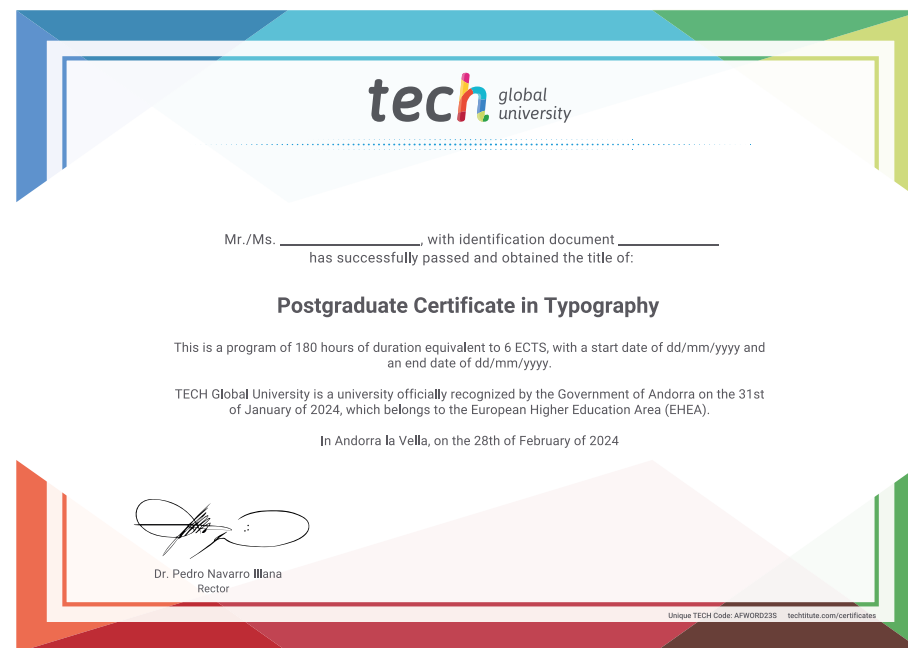 tech global
university
Mr./Ms. ____________________, with identification document ______________
has successfully passed and obtained the title of:
Postgraduate Certificate in Typography
This is a program of 180 hours of duration equivalent to 6 ECTS, with a start date of dd/mm/yyyy and
an end date of dd/mm/yyyy.
TECH Global University is a university officially recognized by the Government of Andorra on the 31st
of January of 2024, which belongs to the European Higher Education Area (EHEA).
In Andorra la Vella, on the 28th of February of 2024
Dr. Pedro Navarro Illana
Rector
Unique TECH Code: AFWORD23S techtitute.com/certificates